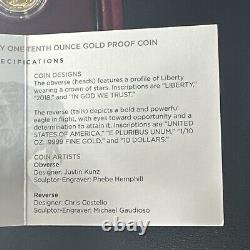 Y ONE-TENTH OUNCE GOLD PROOF COIN
PECIFICATIONS
COIN DESIGNS
The obverse (heads) features a profile of Liberty
wearing a crown of stars. Inscriptions are "LIBERTY,"
"2018," and "IN GOD WE TRUST."
The reverse (tails) depicts a bold and powerful
eagle in flight, with eyes toward opportunity and a
determination to attain it. Inscriptions are "UNITED
STATES OF AMERICA," "E PLURIBUS UNUM," "1/10
OZ. .9999 FINE GOLD," and "10 DOLLARS."
COIN ARTISTS
Obverse
Designer: Justin Kunz
Sculptor-Engraver: Phebe Hemphill
Reverse
Designer: Chris Costello
Sculptor-Engraver: Michael Gaudioso